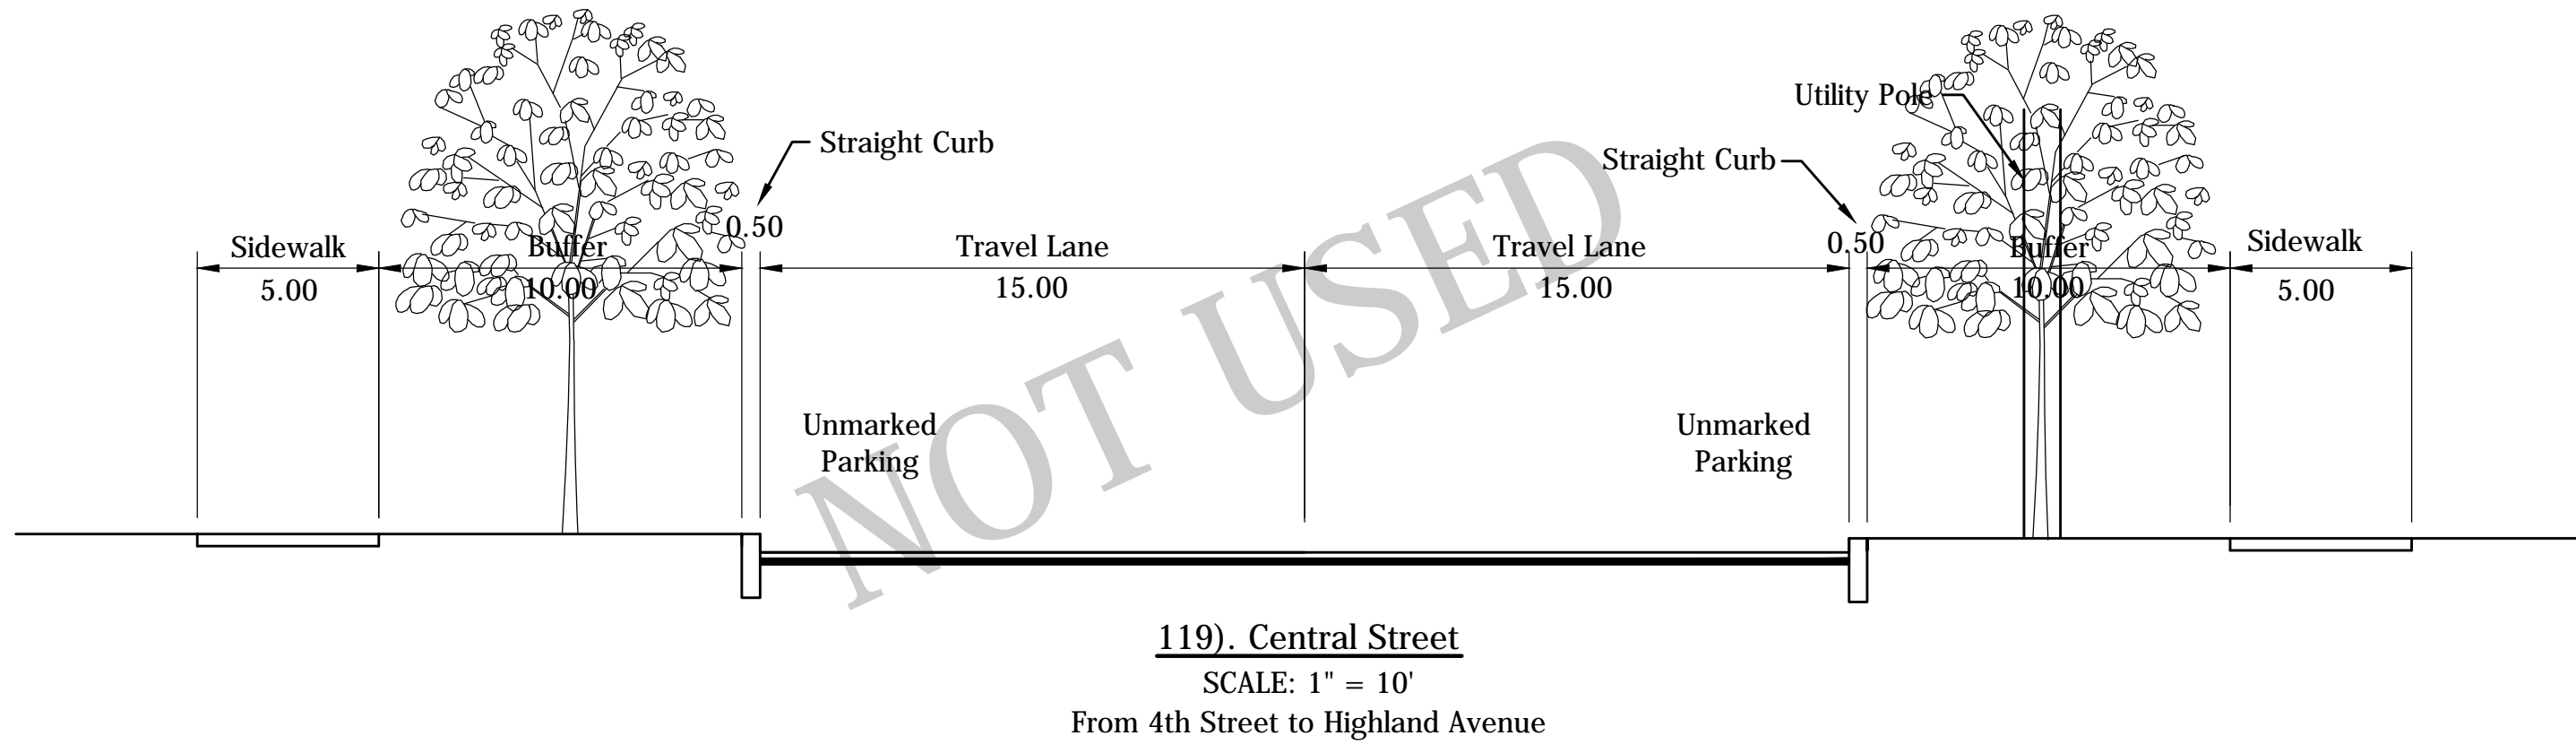 Utility Pole
Straight Curb
Straight Curb
0.50
0.50
Sidewalk
Buffer
Travel Lane
Travel Lane
Buffer
Sidewalk
5.00
10.00
15.00
15.00
10.00
5.00
Unmarked
Parking
Unmarked
Parking
NOT USED
119). Central Street
SCALE: 1" = 10'
From 4th Street to Highland Avenue